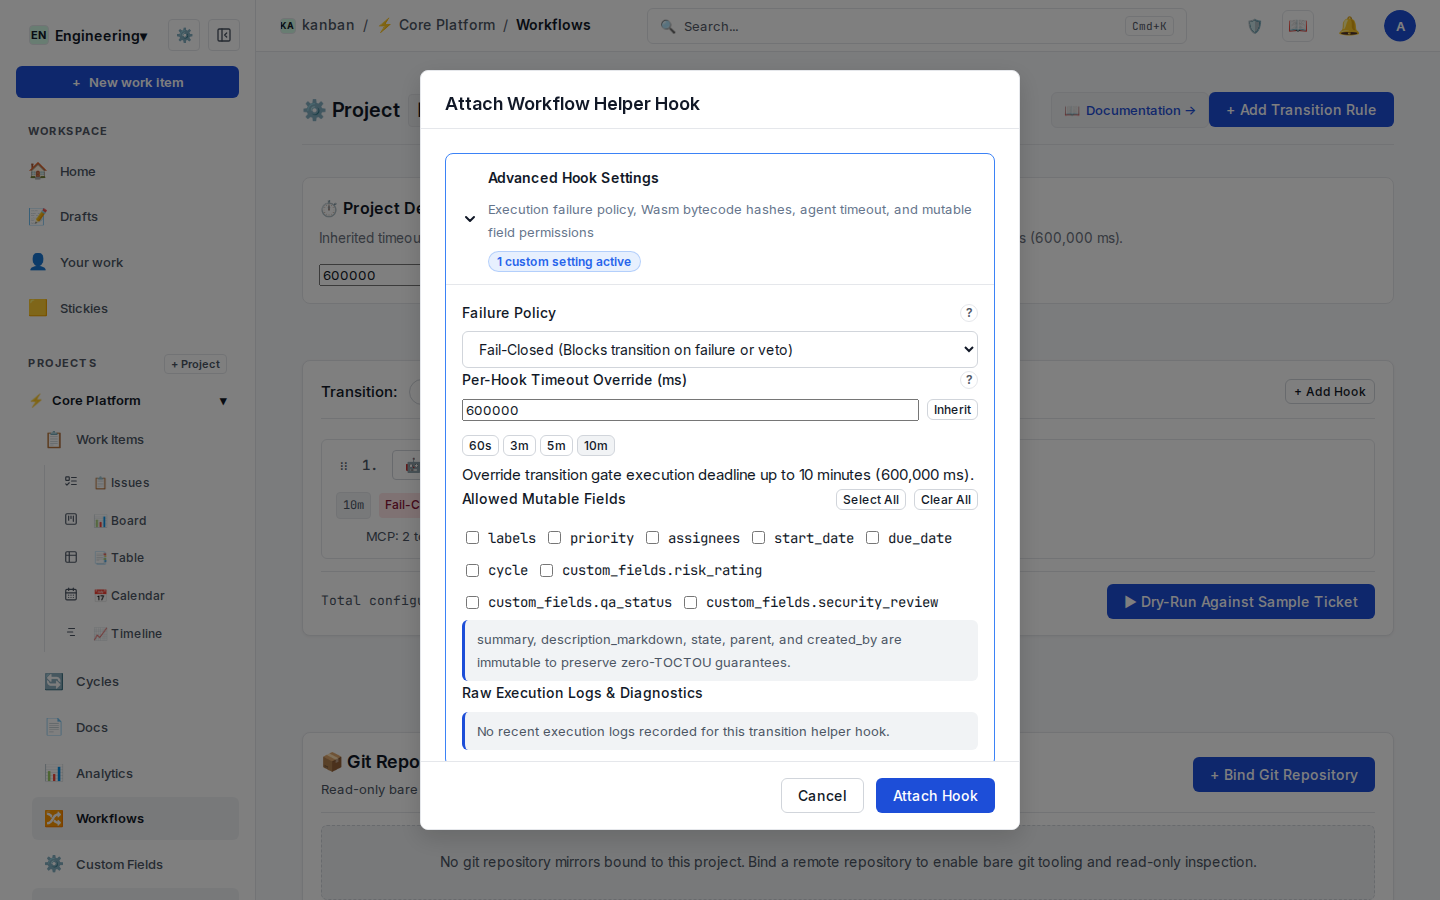 EN Engineering▾
+ New work item
WORKSPACE
Home
Drafts
Your work
Stickies
PROJECTS
+ Project
Core Platform ▾
Work Items
Issues
Board
Table
Calendar
Timeline
Cycles
Docs
Analytics
Workflows
Custom Fields
KA kanban / ⚡ Core Platform / Workflows
Search...
Cmd+K
A
Project
Documentation →
+ Add Transition Rule
Project De
Inherited timeou
s (600,000 ms).
600000
Transition:
+ Add Hook
1.
10m
Fail-C
MCP: 2 t
Total config
▶ Dry-Run Against Sample Ticket
Git Repo
Read-only bare
+ Bind Git Repository
No git repository mirrors bound to this project. Bind a remote repository to enable bare git tooling and read-only inspection.
Attach Workflow Helper Hook
Advanced Hook Settings
Execution failure policy, Wasm bytecode hashes, agent timeout, and mutable
field permissions
1 custom setting active
Failure Policy
?
Fail-Closed (Blocks transition on failure or veto)
Per-Hook Timeout Override (ms)
?
600000
Inherit
60s 3m 5m 10m
Override transition gate execution deadline up to 10 minutes (600,000 ms).
Allowed Mutable Fields
Select All Clear All
labels priority assignees start_date due_date
cycle custom_fields.risk_rating
custom_fields.qa_status custom_fields.security_review
summary, description_markdown, state, parent, and created_by are
immutable to preserve zero-TOCTOU guarantees.
Raw Execution Logs & Diagnostics
No recent execution logs recorded for this transition helper hook.
Cancel
Attach Hook